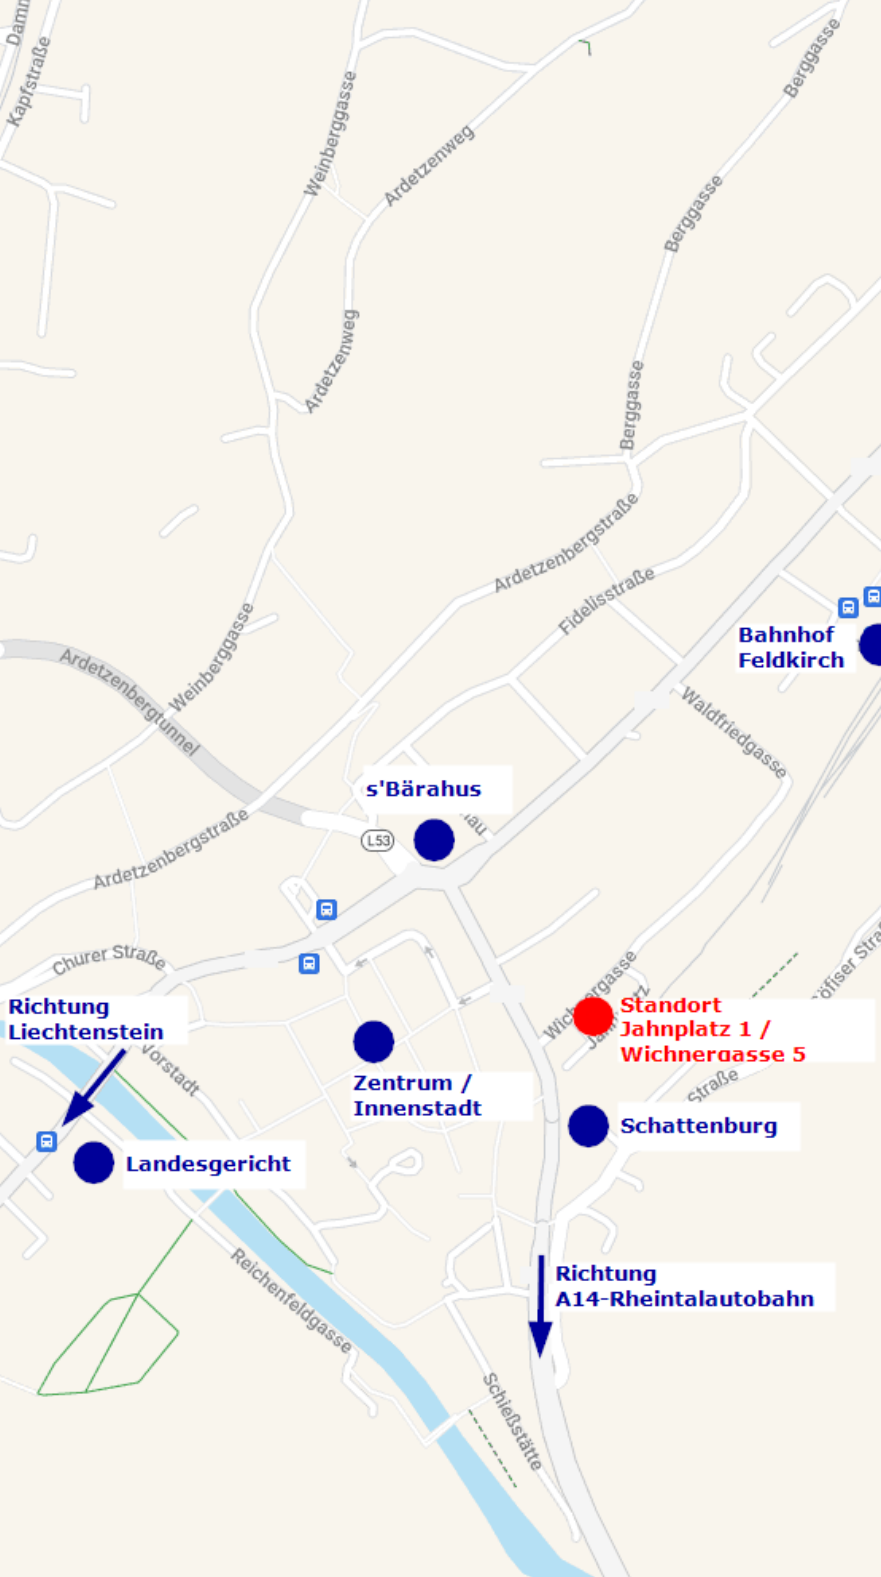 Kapfstraße
Weinberggasse
Ardetzenweg
Berggasse
Berggasse
Ardetzenweg
Berggasse
Ardetzenbergstraße
Fidelisstraße
Weinberggasse
Bahnhof
Feldkirch
Ardetzenbergtunnel
Waldfriedgasse
s'Bärahus
L53
Ardetzenbergstraße
Churer Straße
Wichnergasse
Richtung
Liechtenstein
Standort
Jahnplatz 1 /
Wichnergasse 5
Vorstadt
Zentrum /
Innenstadt
Straße
Schattenburg
Landesgericht
Reichenfeldgasse
Richtung
A14-Rheintalautobahn
Schießstätte